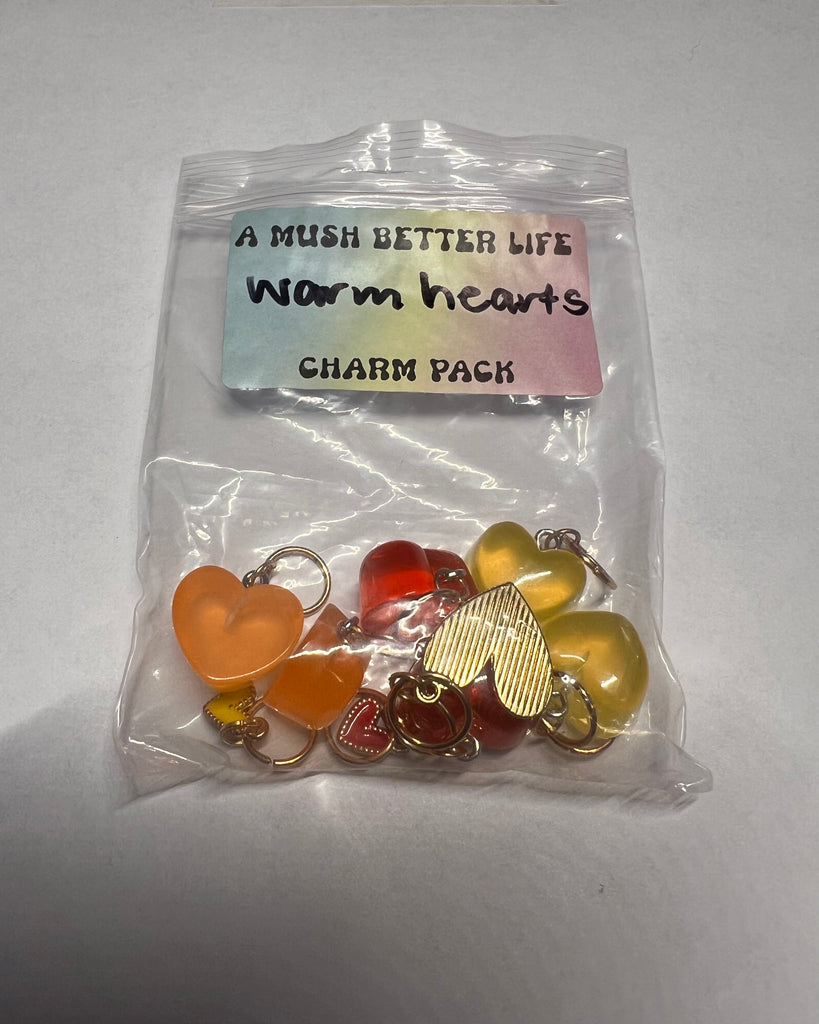 A MUSH BETTER LIFE
warm hearts
CHARM PACK